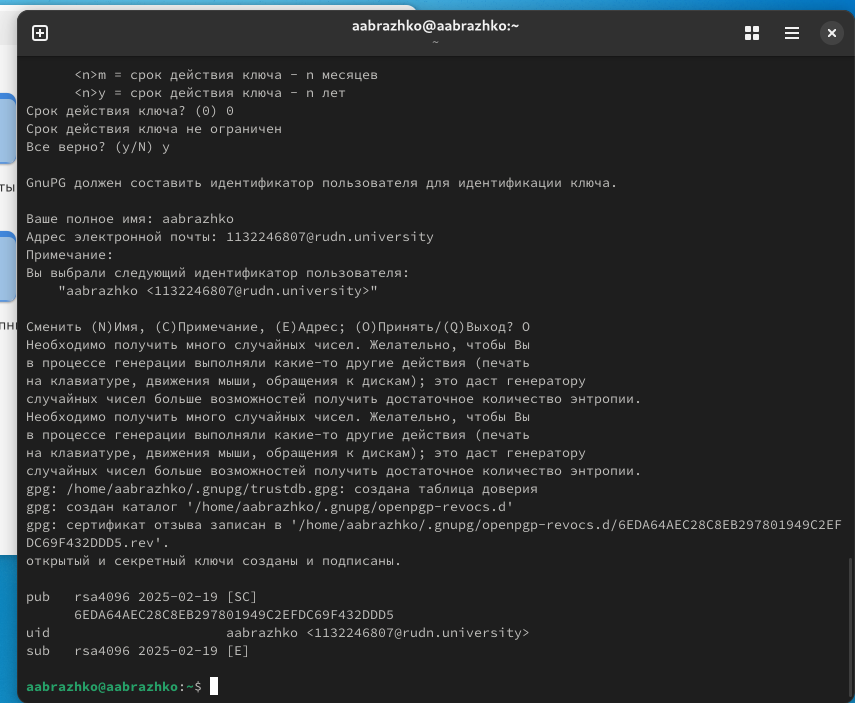 aabrazhko@aabrazhko:~
~
<n>m = срок действия ключа - n месяцев
<n>y = срок действия ключа - n лет
Срок действия ключа? (0) 0
Срок действия ключа не ограничен
Все верно? (y/N) y
GnuPG должен составить идентификатор пользователя для идентификации ключа.
Ваше полное имя: aabrazhko
Адрес электронной почты: 1132246807@rudn.university
Примечание:
Вы выбрали следующий идентификатор пользователя:
"aabrazhko <1132246807@rudn.university>"
Сменить (N)Имя, (C)Примечание, (E)Адрес; (O)Принять/(Q)Выход? O
Необходимо получить много случайных чисел. Желательно, чтобы Вы
в процессе генерации выполняли какие-то другие действия (печать
на клавиатуре, движения мыши, обращения к дискам); это даст генератору
случайных чисел больше возможностей получить достаточное количество энтропии.
Необходимо получить много случайных чисел. Желательно, чтобы Вы
в процессе генерации выполняли какие-то другие действия (печать
на клавиатуре, движения мыши, обращения к дискам); это даст генератору
случайных чисел больше возможностей получить достаточное количество энтропии.
gpg: /home/aabrazhko/.gnupg/trustdb.gpg: создана таблица доверия
gpg: создан каталог '/home/aabrazhko/.gnupg/openpgp-revocs.d'
gpg: сертификат отзыва записан в '/home/aabrazhko/.gnupg/openpgp-revocs.d/6EDA64AEC28C8EB297801949C2EF
DC69F432DDD5.rev'.
открытый и секретный ключи созданы и подписаны.
pub rsa4096 2025-02-19 [SC]
6EDA64AEC28C8EB297801949C2EFDC69F432DDD5
uid aabrazhko <1132246807@rudn.university>
sub rsa4096 2025-02-19 [E]
aabrazhko@aabrazhko:~$